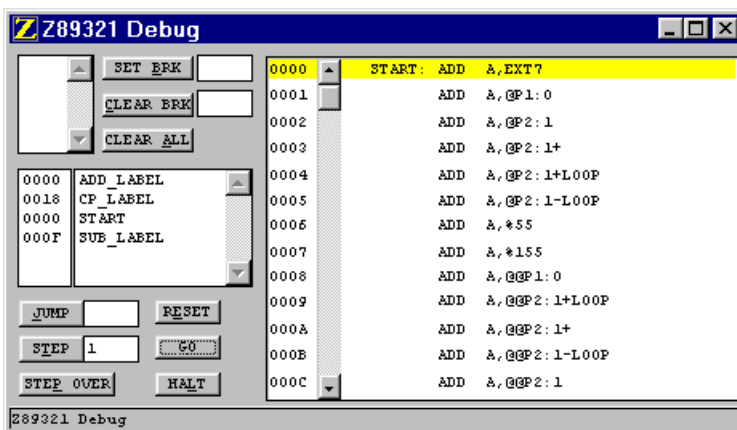 Z Z89321 Debug
SET BRK
CLEAR BRK
CLEAR ALL
0000 ADD_LABEL
0018 CP_LABEL
0000 START
000F SUB_LABEL
JUMP RESET
STEP 1 GO
STEP OVER HALT
0000 START: ADD A,EXT7
0001 ADD A,@P1:0
0002 ADD A,@P2:1
0003 ADD A,@P2:1+
0004 ADD A,@P2:1+LOOP
0005 ADD A,@P2:1-LOOP
0006 ADD A,%55
0007 ADD A,%155
0008 ADD A,@@P1:0
0009 ADD A,@@P2:1+LOOP
000A ADD A,@@P2:1+
000B ADD A,@@P2:1-LOOP
000C ADD A,@@P2:1
Z89321 Debug